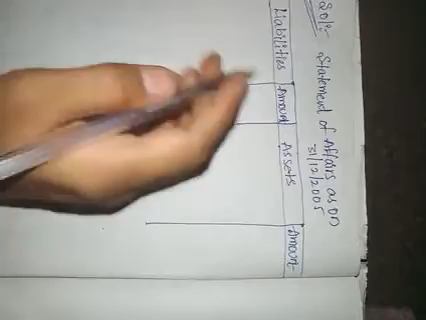 Sol:- Statement of Affairs as on
31/12/2005
Liabilities Amount Assets Amount